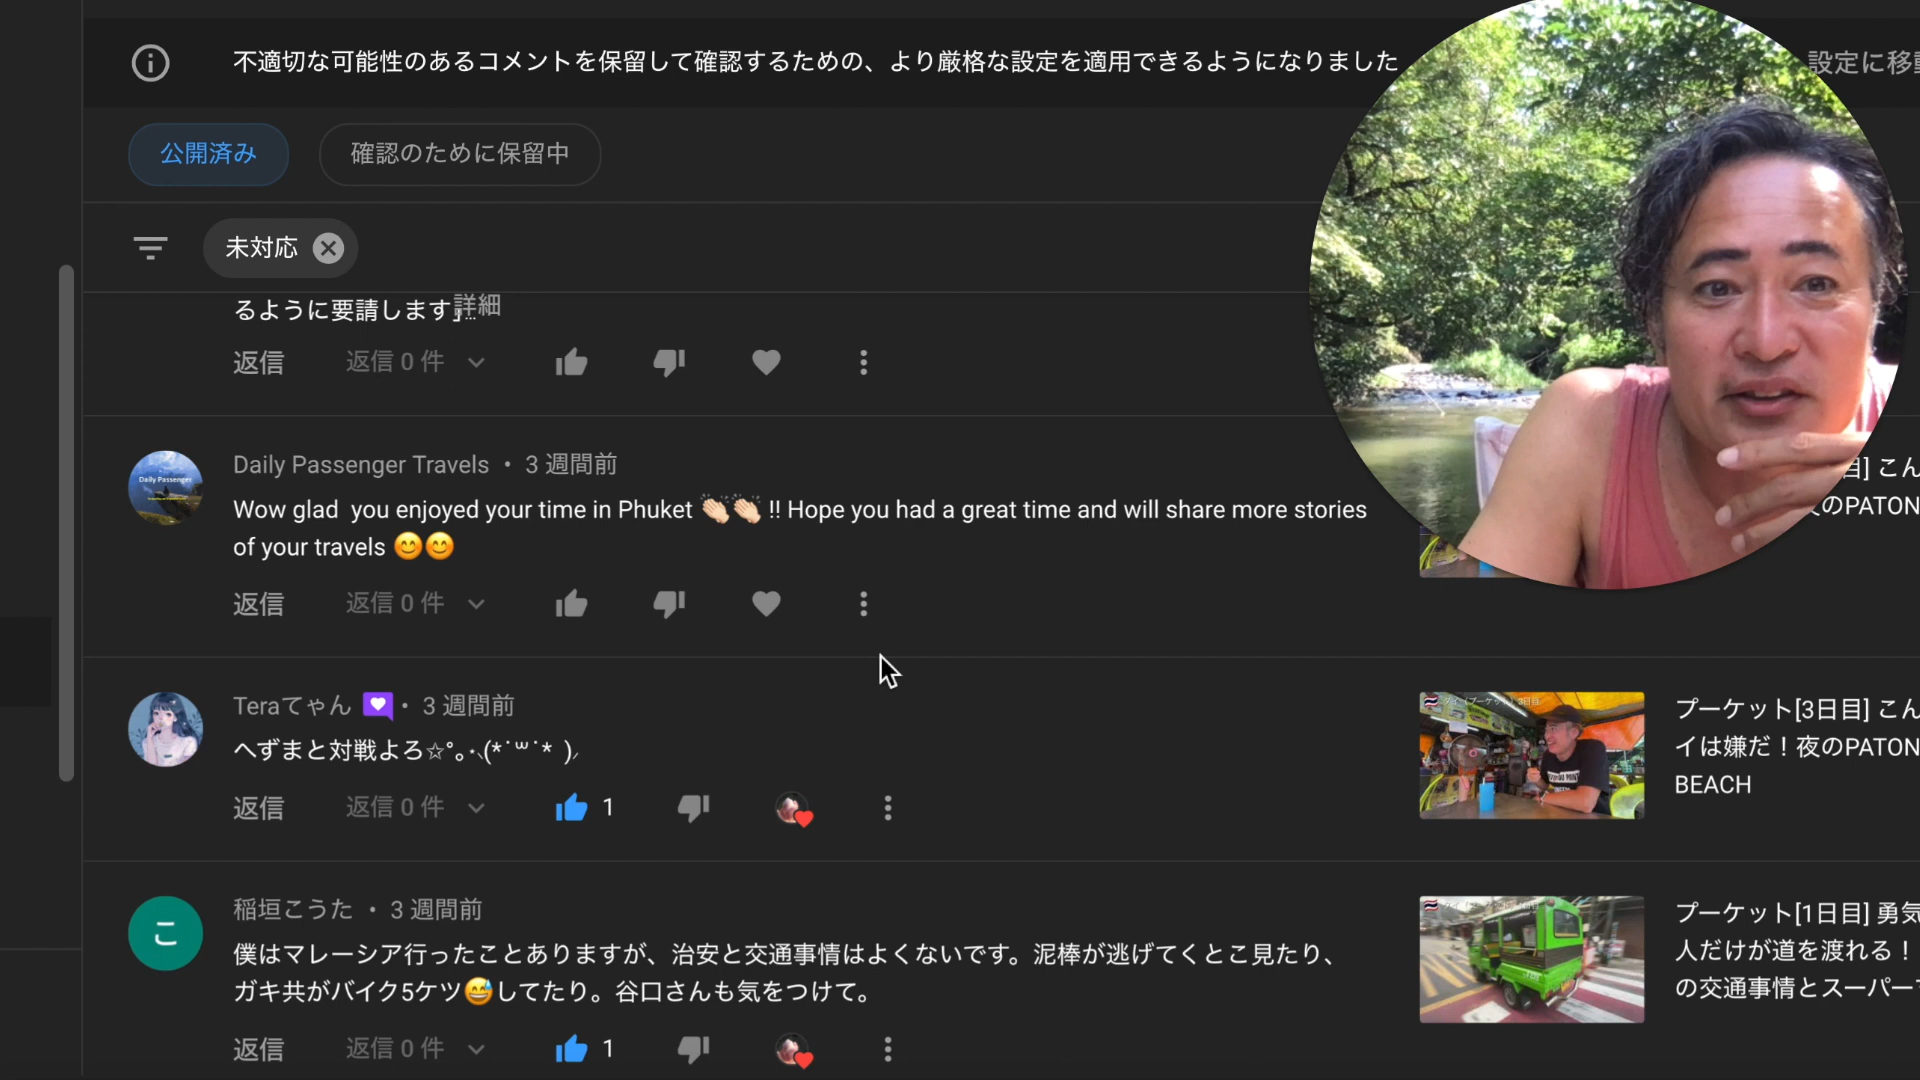 不適切な可能性のあるコメントを保留して確認するための、より厳格な設定を適用できるようになりました
設定に移動
公開済み
確認のために保留中
未対応
るように要請します』…詳細
返信
返信 0 件
Daily Passenger
Daily Passenger Travels • 3 週間前
Wow glad you enjoyed your time in Phuket 👏🏻👏🏻 !! Hope you had a great time and will share more stories
of your travels 😊😊
返信
返信 0 件
目] こん
のPATON
Teraてゃん • 3 週間前
へずまと対戦よろ☆°｡⋆⸜(*˙꒳˙* )⸝
返信
返信 0 件
1
プーケット[3日目] こん
イは嫌だ！夜のPATON
BEACH
こ
稲垣こうた • 3 週間前
僕はマレーシア行ったことありますが、治安と交通事情はよくないです。泥棒が逃げてくとこ見たり、
ガキ共がバイク5ケツ😅してたり。谷口さんも気をつけて。
返信
返信 0 件
1
プーケット[1日目] 勇気
人だけが道を渡れる！
の交通事情とスーパー